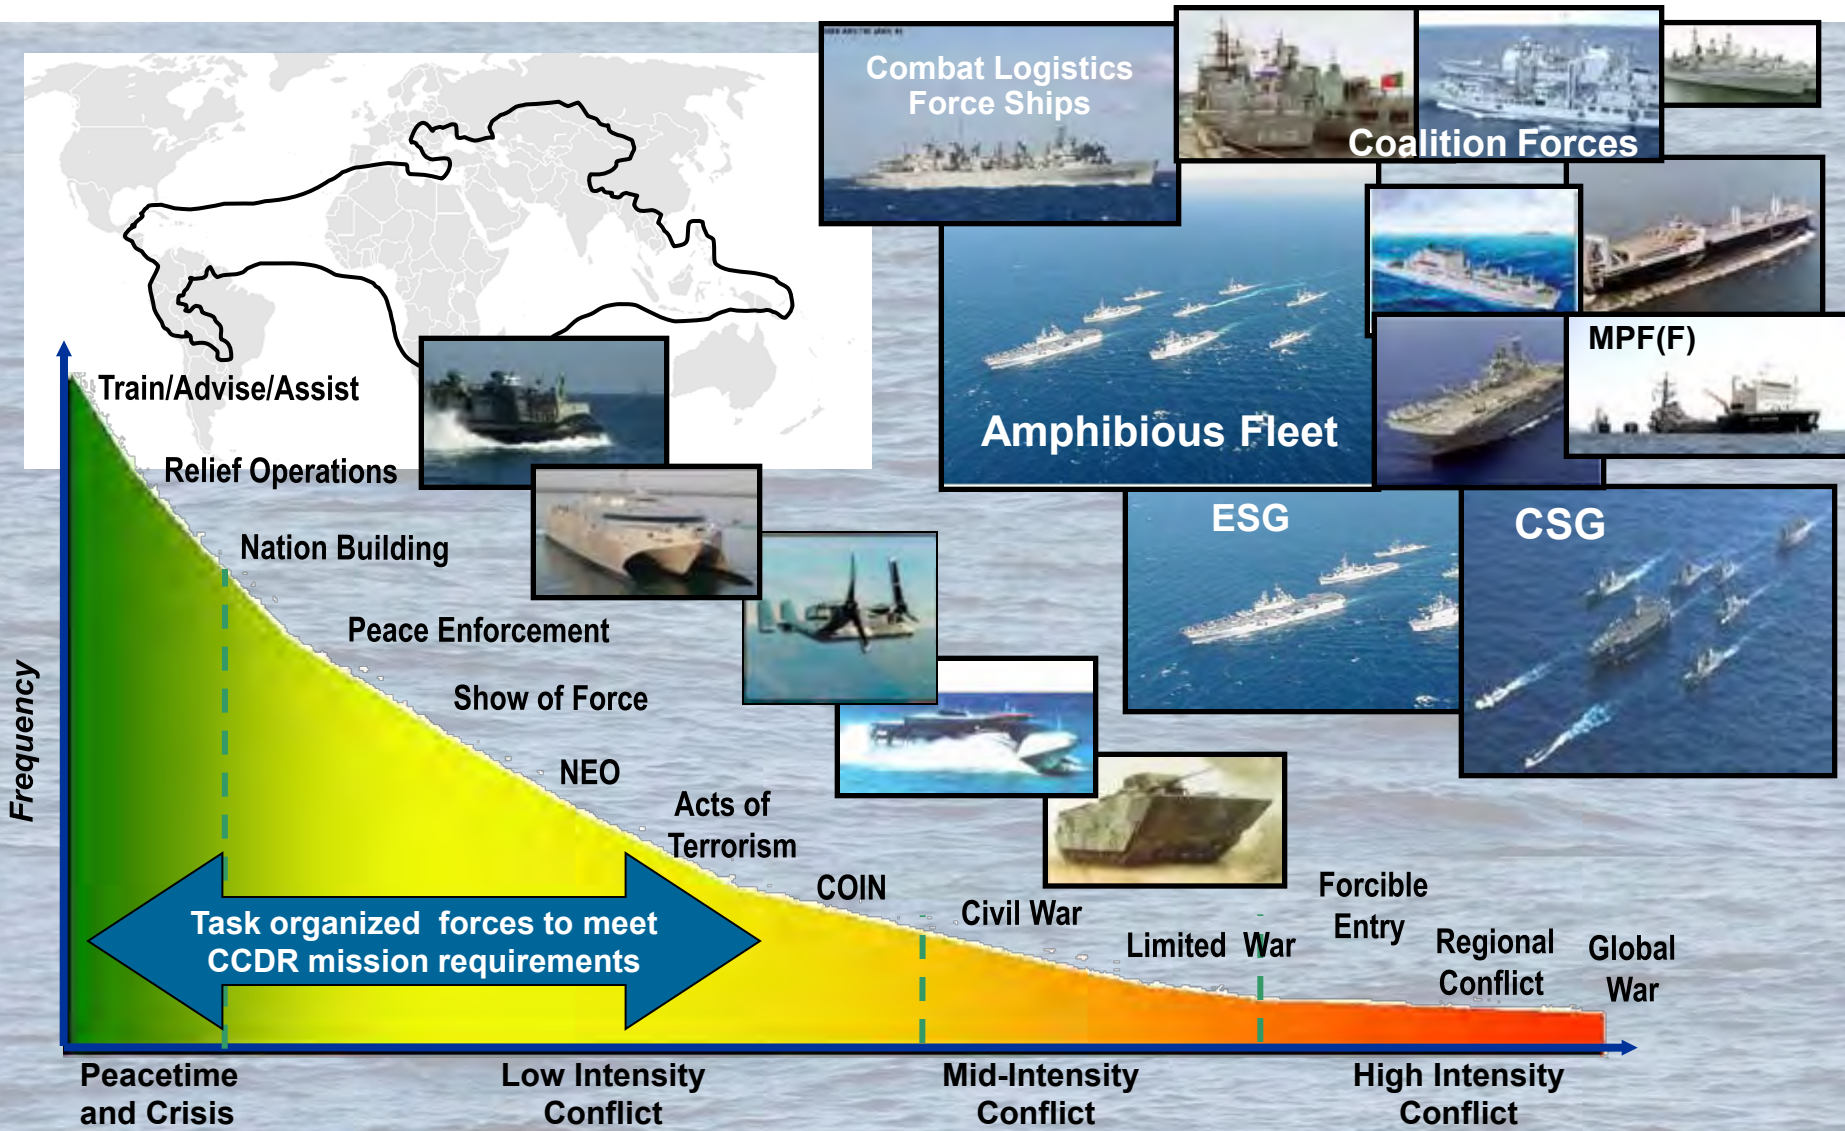 Combat Logistics
Force Ships
Coalition Forces
MPF(F)
Amphibious Fleet
ESG
CSG
Train/Advise/Assist
Relief Operations
Nation Building
Peace Enforcement
Show of Force
NEO
Acts of
Terrorism
COIN
Civil War
Limited War
Forcible
Entry
Regional
Conflict
Global
War
Frequency
Task organized forces to meet
CCDR mission requirements
Peacetime
and Crisis
Low Intensity
Conflict
Mid-Intensity
Conflict
High Intensity
Conflict